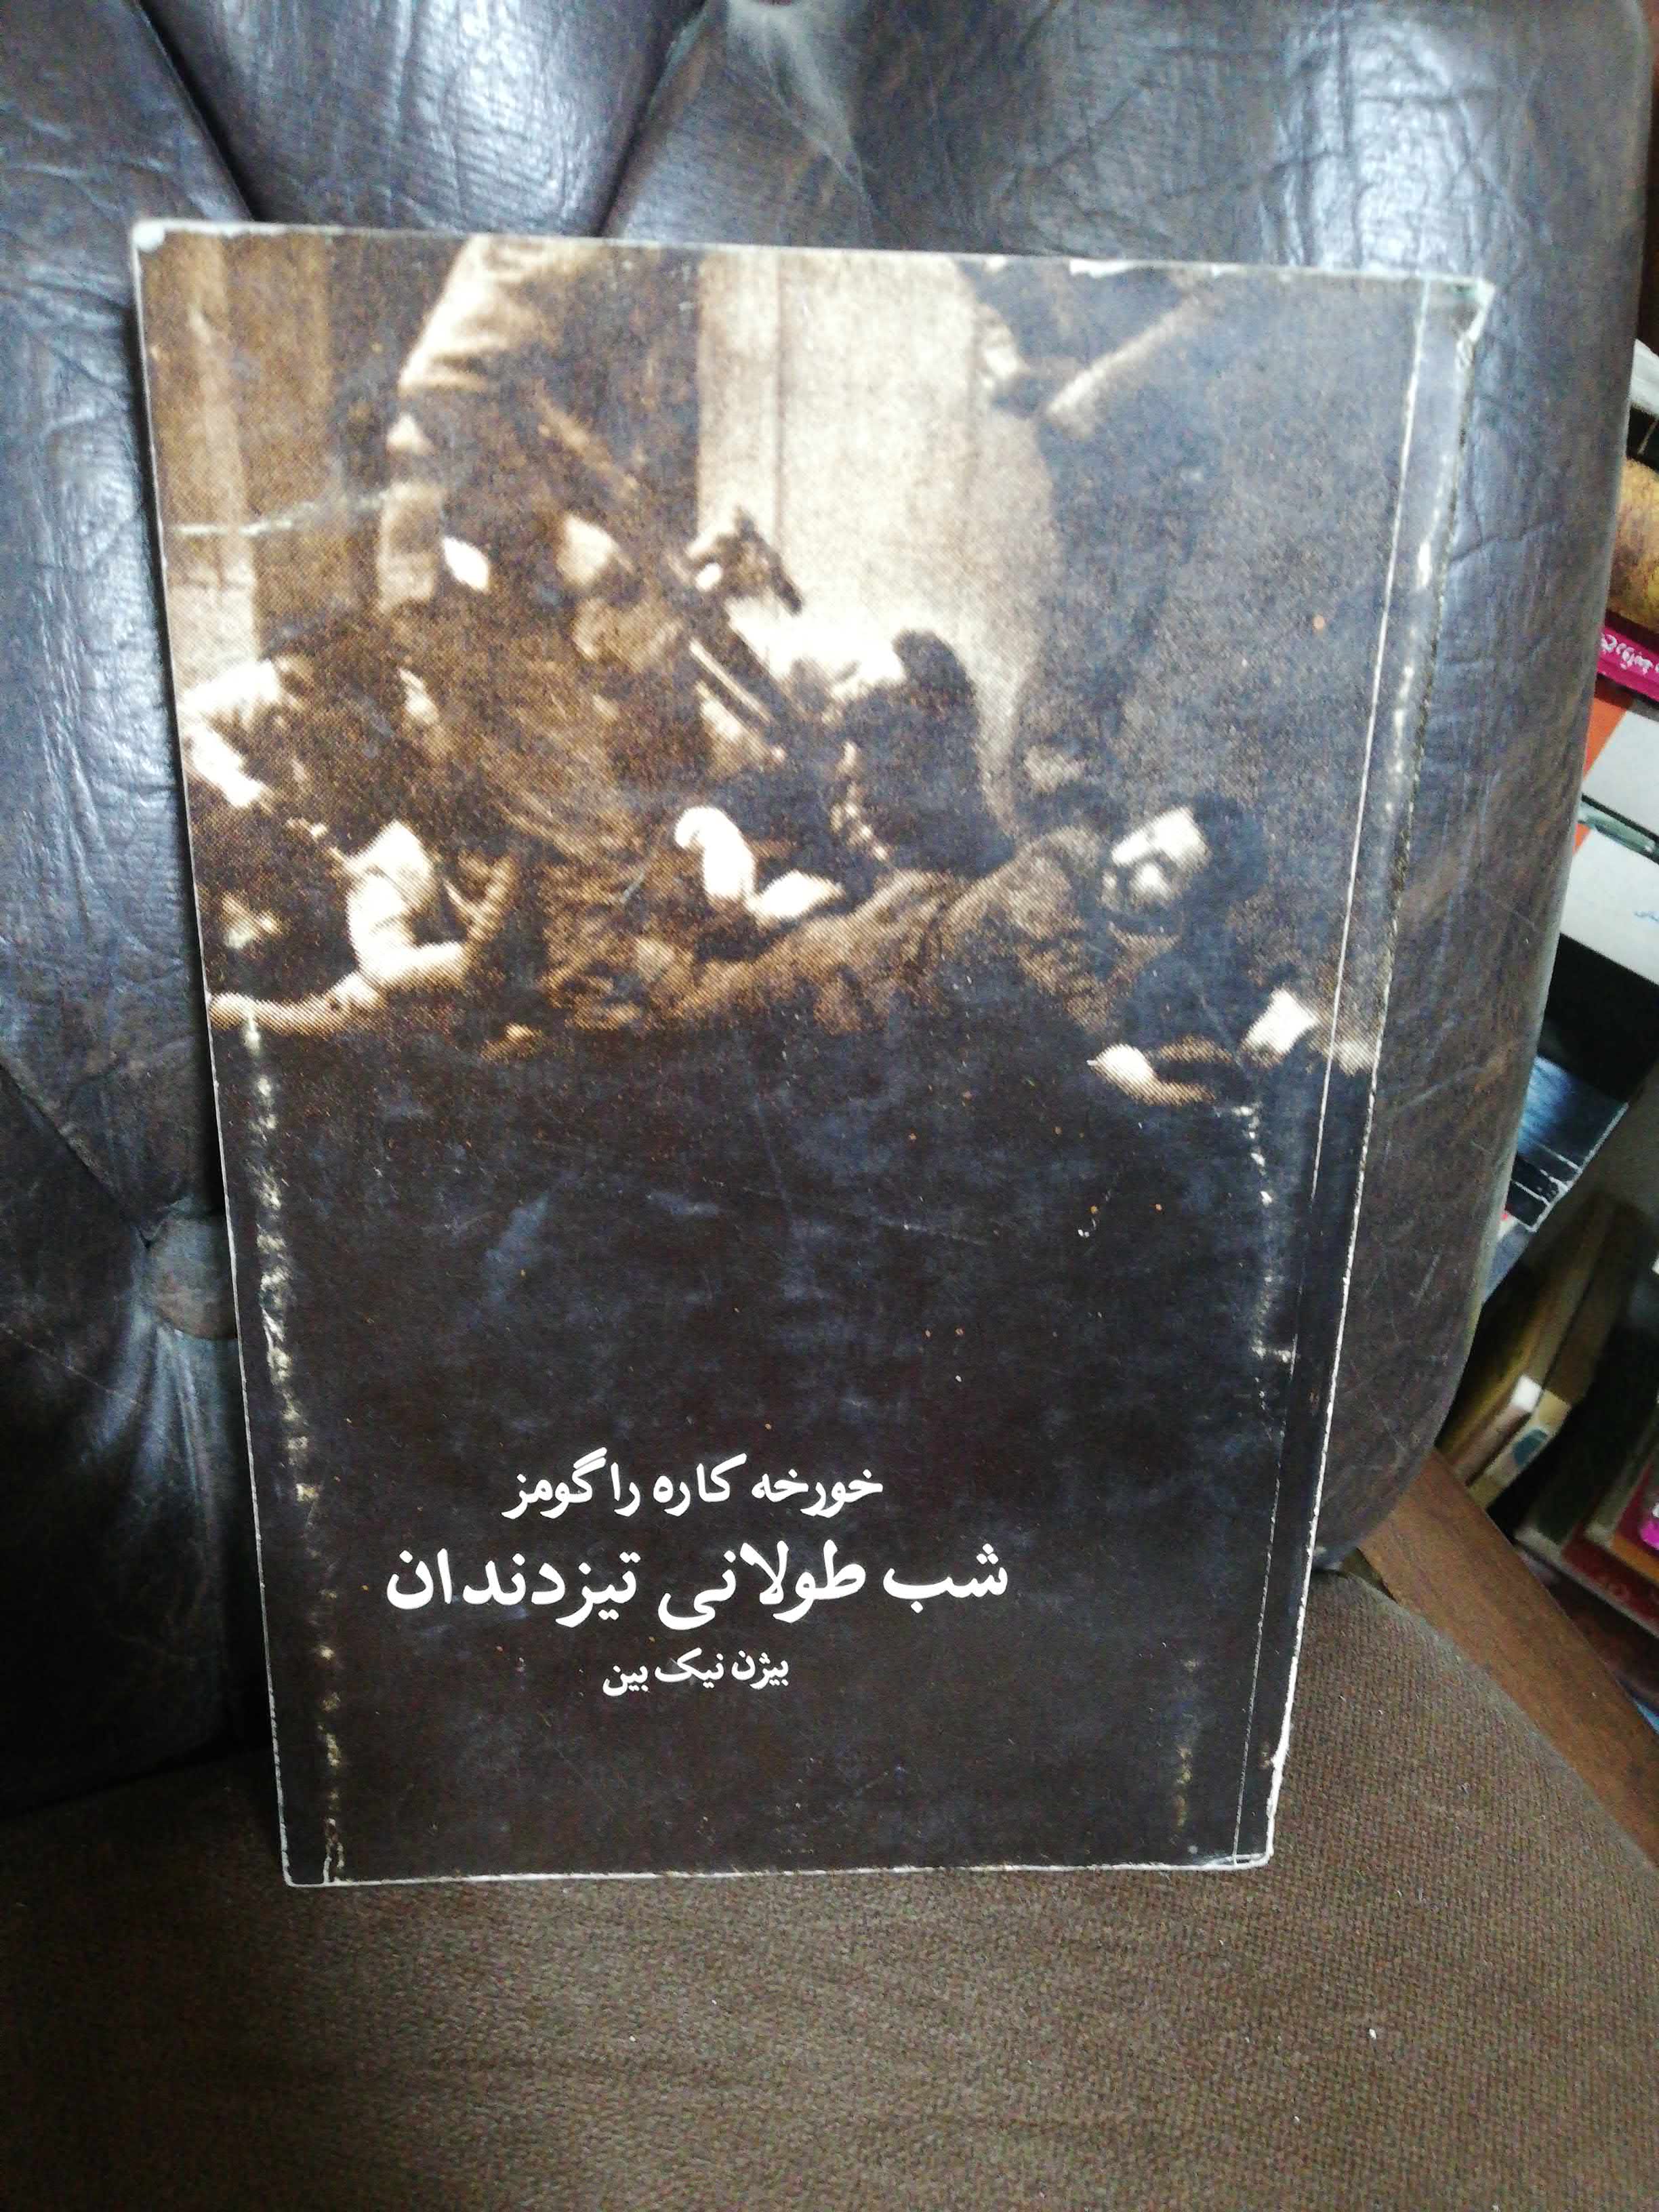 خورخه کاره را گومز
شب طولانی تیزدندان
بیژن نیک بین